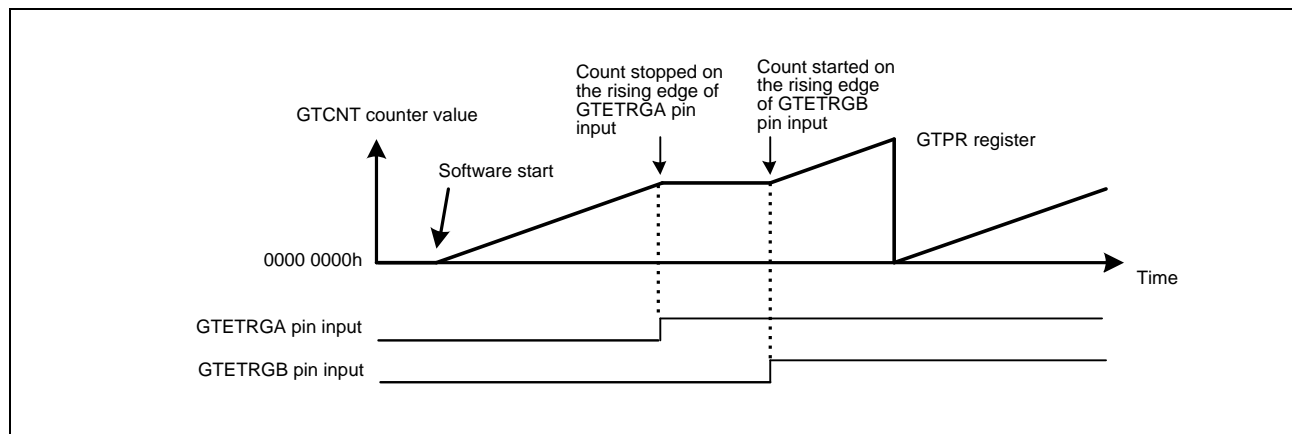 Count stopped on
the rising edge of
GTETRGA pin
input
Count started on
the rising edge
of GTETRGB
pin input
GTCNT counter value
GTPR register
Software start
0000 0000h
Time
GTETRGA pin input
GTETRGB pin input